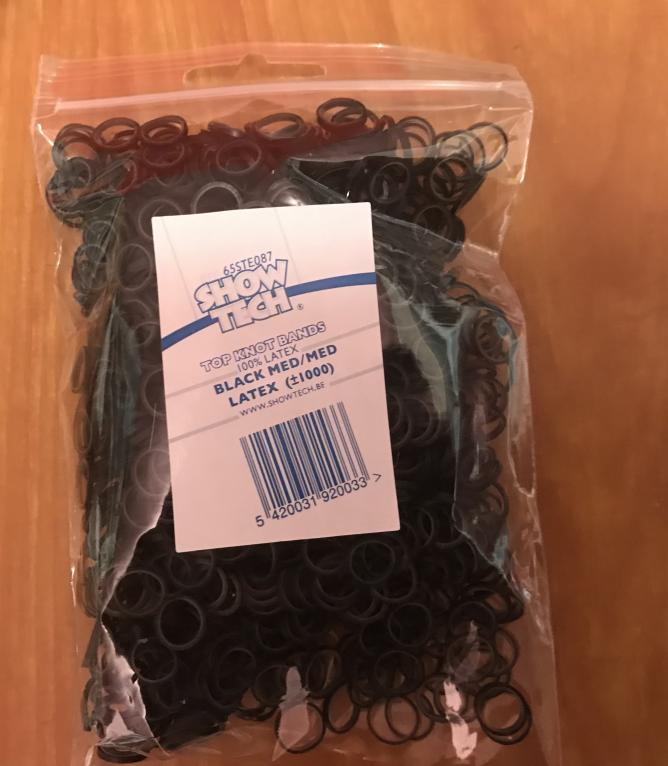 65STE087
SHOW
TECH ®
TOP KNOT BANDS
100% LATEX
BLACK MED/MED
LATEX (±1000)
WWW.SHOWTECH.BE
5 420031 920033 >